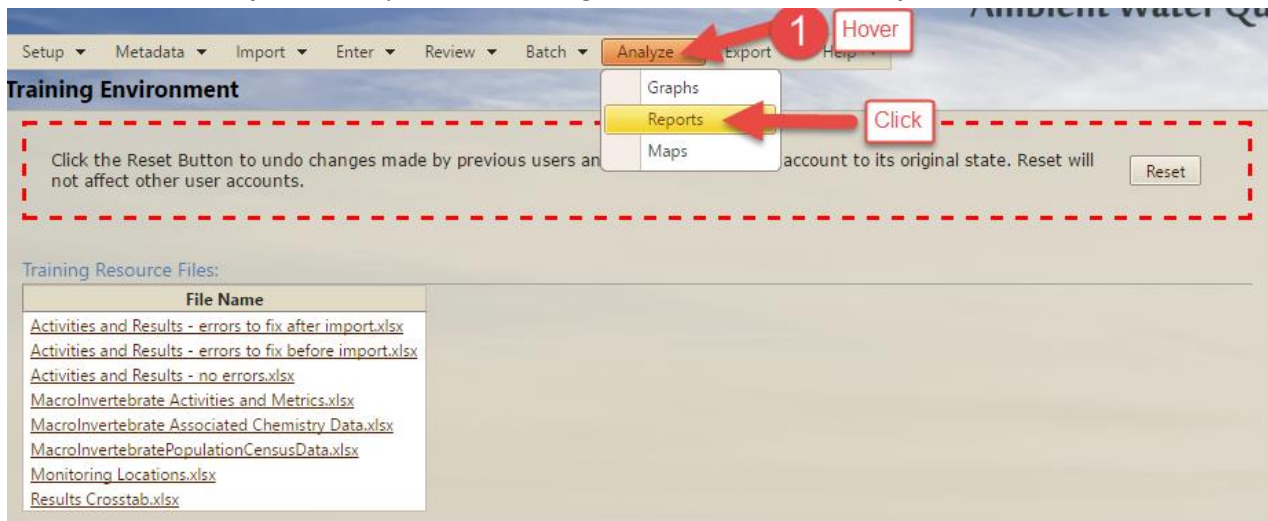 Ambient Water Qu
1 Hover
Setup Metadata Import Enter Review Batch Analyze Export Help
Training Environment
Graphs
Reports
Click
Maps
Click the Reset Button to undo changes made by previous users an account to its original state. Reset will
not affect other user accounts.
Reset
Training Resource Files:
File Name
Activities and Results - errors to fix after import.xlsx
Activities and Results - errors to fix before import.xlsx
Activities and Results - no errors.xlsx
MacroInvertebrate Activities and Metrics.xlsx
MacroInvertebrate Associated Chemistry Data.xlsx
MacroInvertebratePopulationCensusData.xlsx
Monitoring Locations.xlsx
Results Crosstab.xlsx